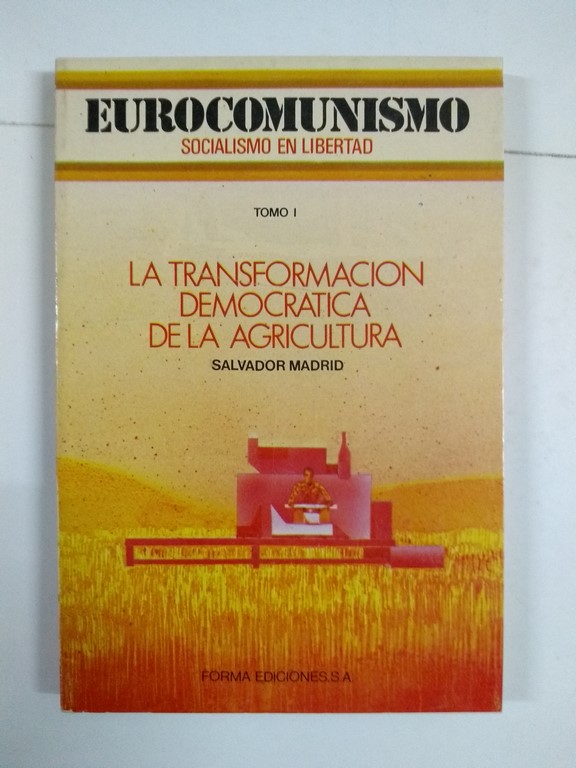 EUROCOMUNISMO
SOCIALISMO EN LIBERTAD
TOMO I
LA TRANSFORMACION
DEMOCRATICA
DE LA AGRICULTURA
SALVADOR MADRID
FORMA EDICIONES,S.A.